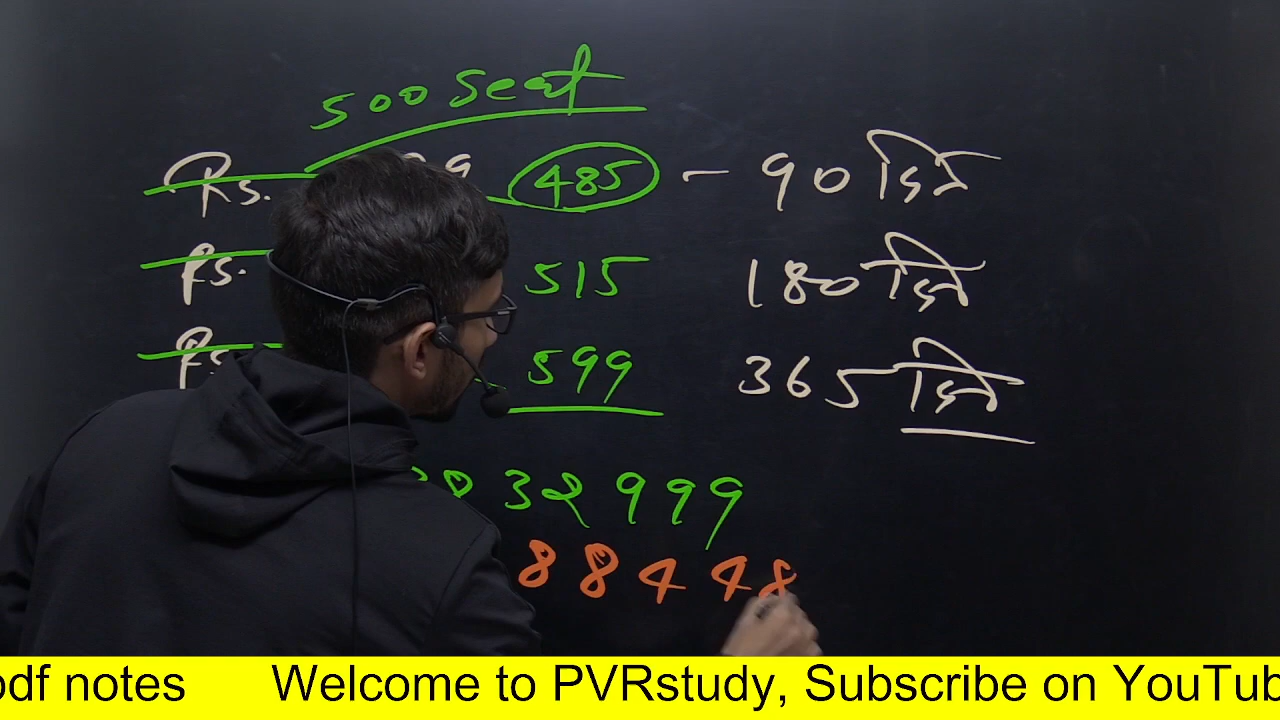 500 Seat
Rs. 485 - 90 दिन
Rs. 515 180 दिन
Rs. 599 365 दिन
32999
88448
pdf notes Welcome to PVRstudy, Subscribe on YouTub